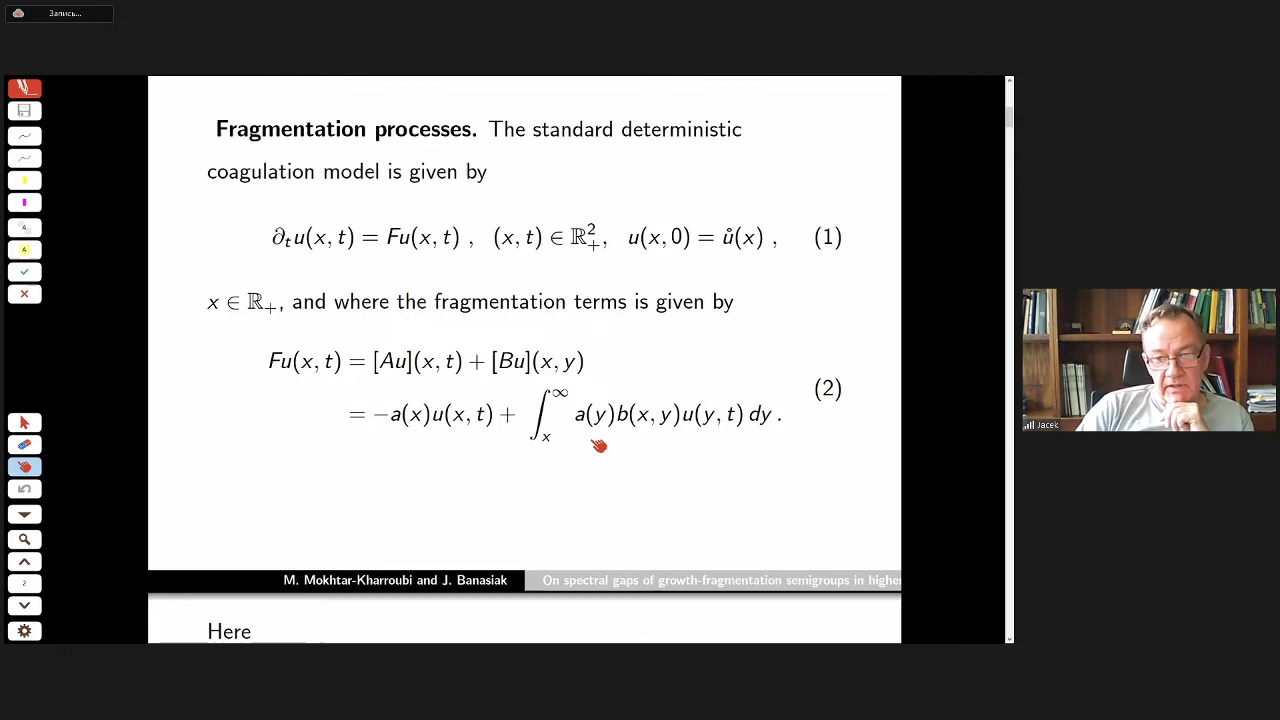 Запись...
Fragmentation processes. The standard deterministic
coagulation model is given by
∂ₜu(x, t) = Fu(x, t) , (x, t) ∈ ℝ²₊, u(x, 0) = ů(x) , (1)
x ∈ ℝ₊, and where the fragmentation terms is given by
Fu(x, t) = [Au](x, t) + [Bu](x, y)
= −a(x)u(x, t) + ∫ₓ^∞ a(y)b(x, y)u(y, t) dy . (2)
M. Mokhtar-Kharroubi and J. Banasiak On spectral gaps of growth-fragmentation semigroups in higher
Here
Jacek
A
A
2